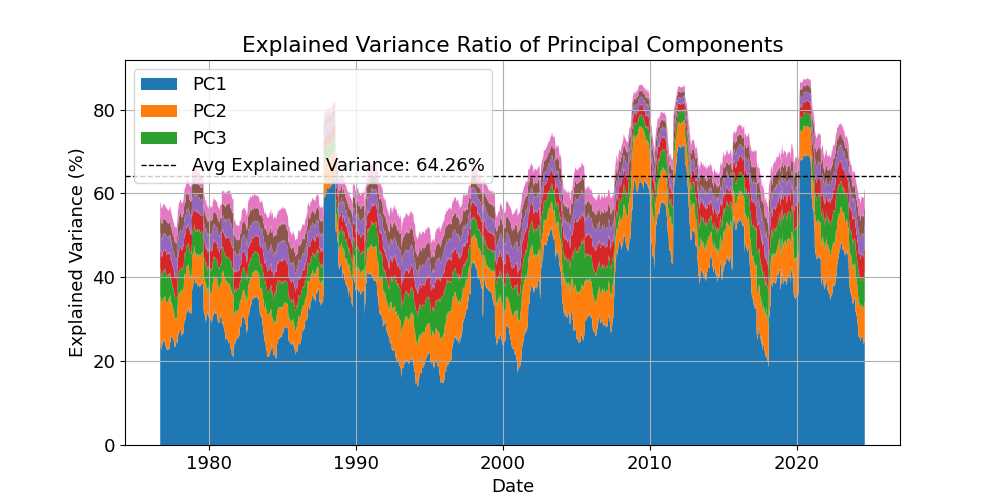 Explained Variance Ratio of Principal Components
PC1
PC2
PC3
Avg Explained Variance: 64.26%
Explained Variance (%)
80
60
40
20
0
1980
1990
2000
2010
2020
Date